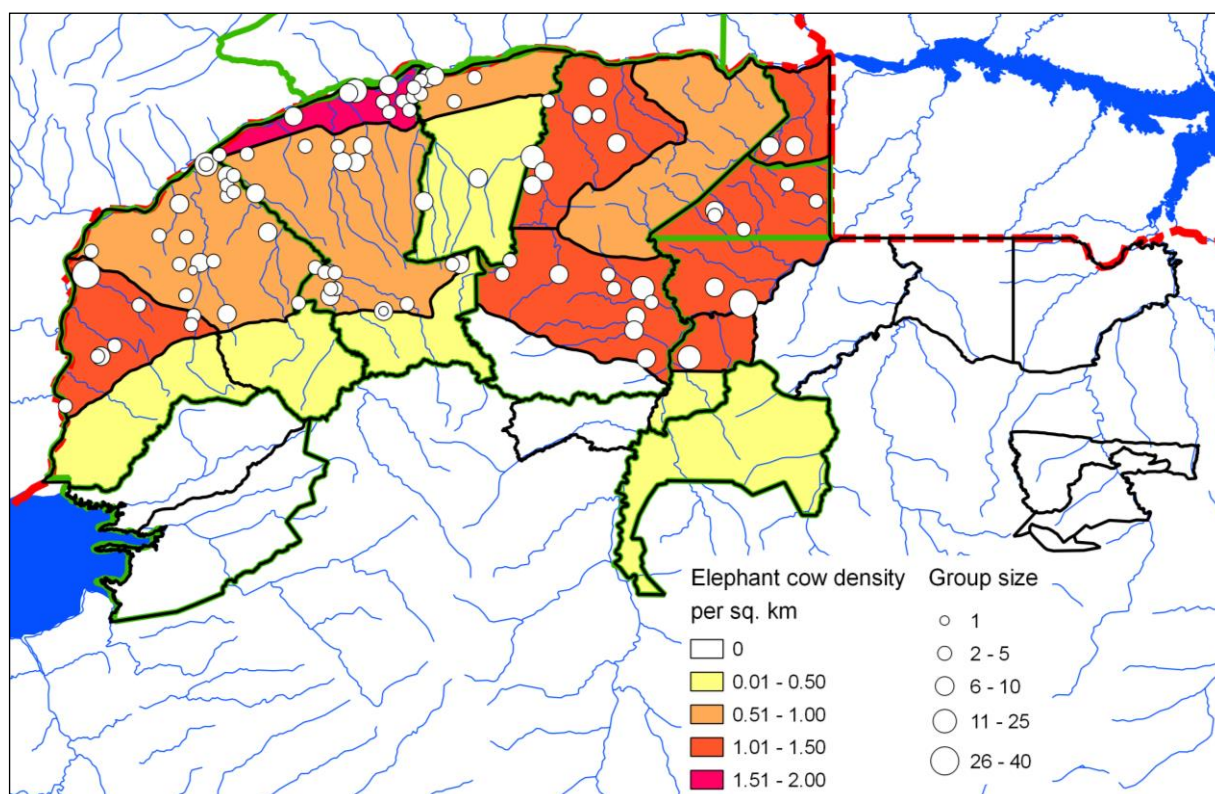 Elephant cow density
per sq. km
0
0.01 - 0.50
0.51 - 1.00
1.01 - 1.50
1.51 - 2.00
Group size
1
2 - 5
6 - 10
11 - 25
26 - 40